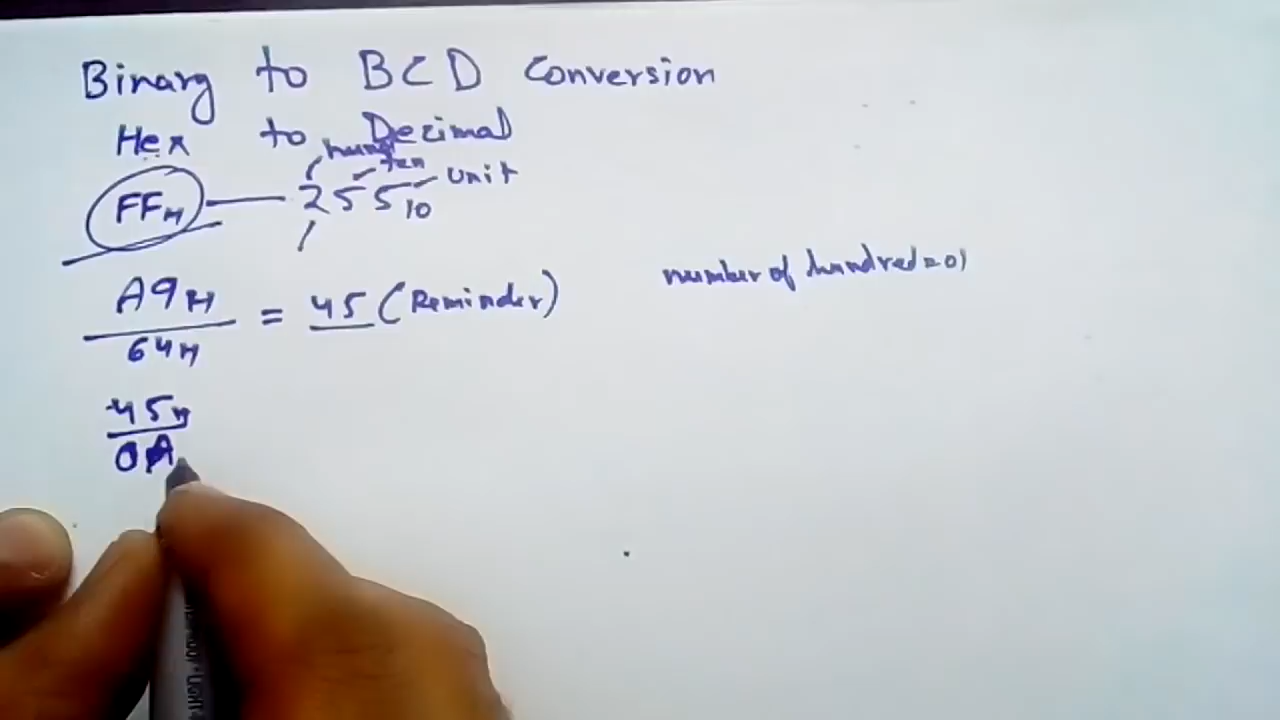 Binary to BCD Conversion
Hex to Decimal
hund ten unit
FFH — 255 10
A9H / 64H = 45 (Reminder)
number of hundred = 01
45H / 0A